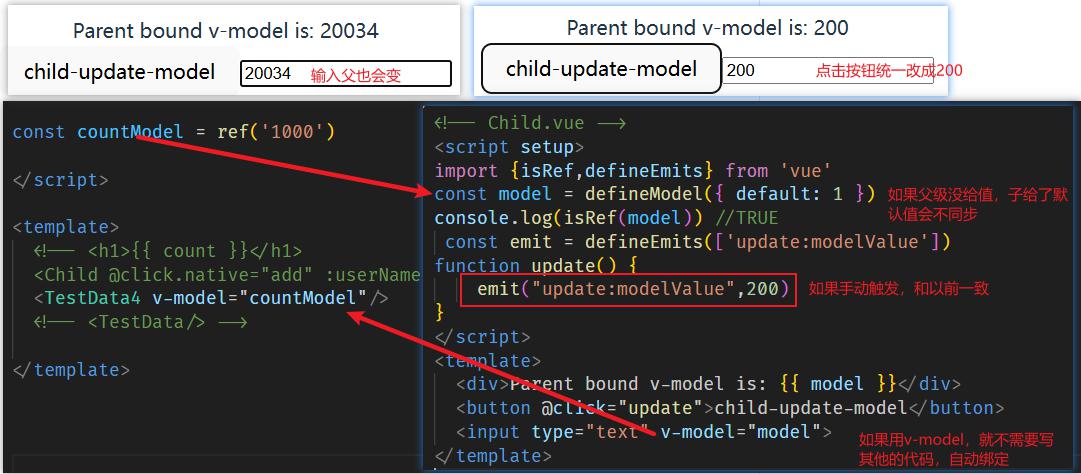 Parent bound v-model is: 20034
child-update-model
20034
输入父也会变
Parent bound v-model is: 200
child-update-model
200
点击按钮统一改成200
const countModel = ref('1000')
</script>
<template>
<!-- <h1>{{ count }}</h1>
<Child @click.native="add" :userName
<TestData4 v-model="countModel"/>
<!-- <TestData/> -->
</template>
<!-- Child.vue -->
<script setup>
import {isRef,defineEmits} from 'vue'
const model = defineModel({ default: 1 })
如果父级没给值，子给了默
认值会不同步
console.log(isRef(model)) //TRUE
const emit = defineEmits(['update:modelValue'])
function update() {
emit("update:modelValue",200)
如果手动触发，和以前一致
}
</script>
<template>
<div>Parent bound v-model is: {{ model }}</div>
<button @click="update">child-update-model</button>
<input type="text" v-model="model">
如果用v-model，就不需要写
其他的代码，自动绑定
</template>